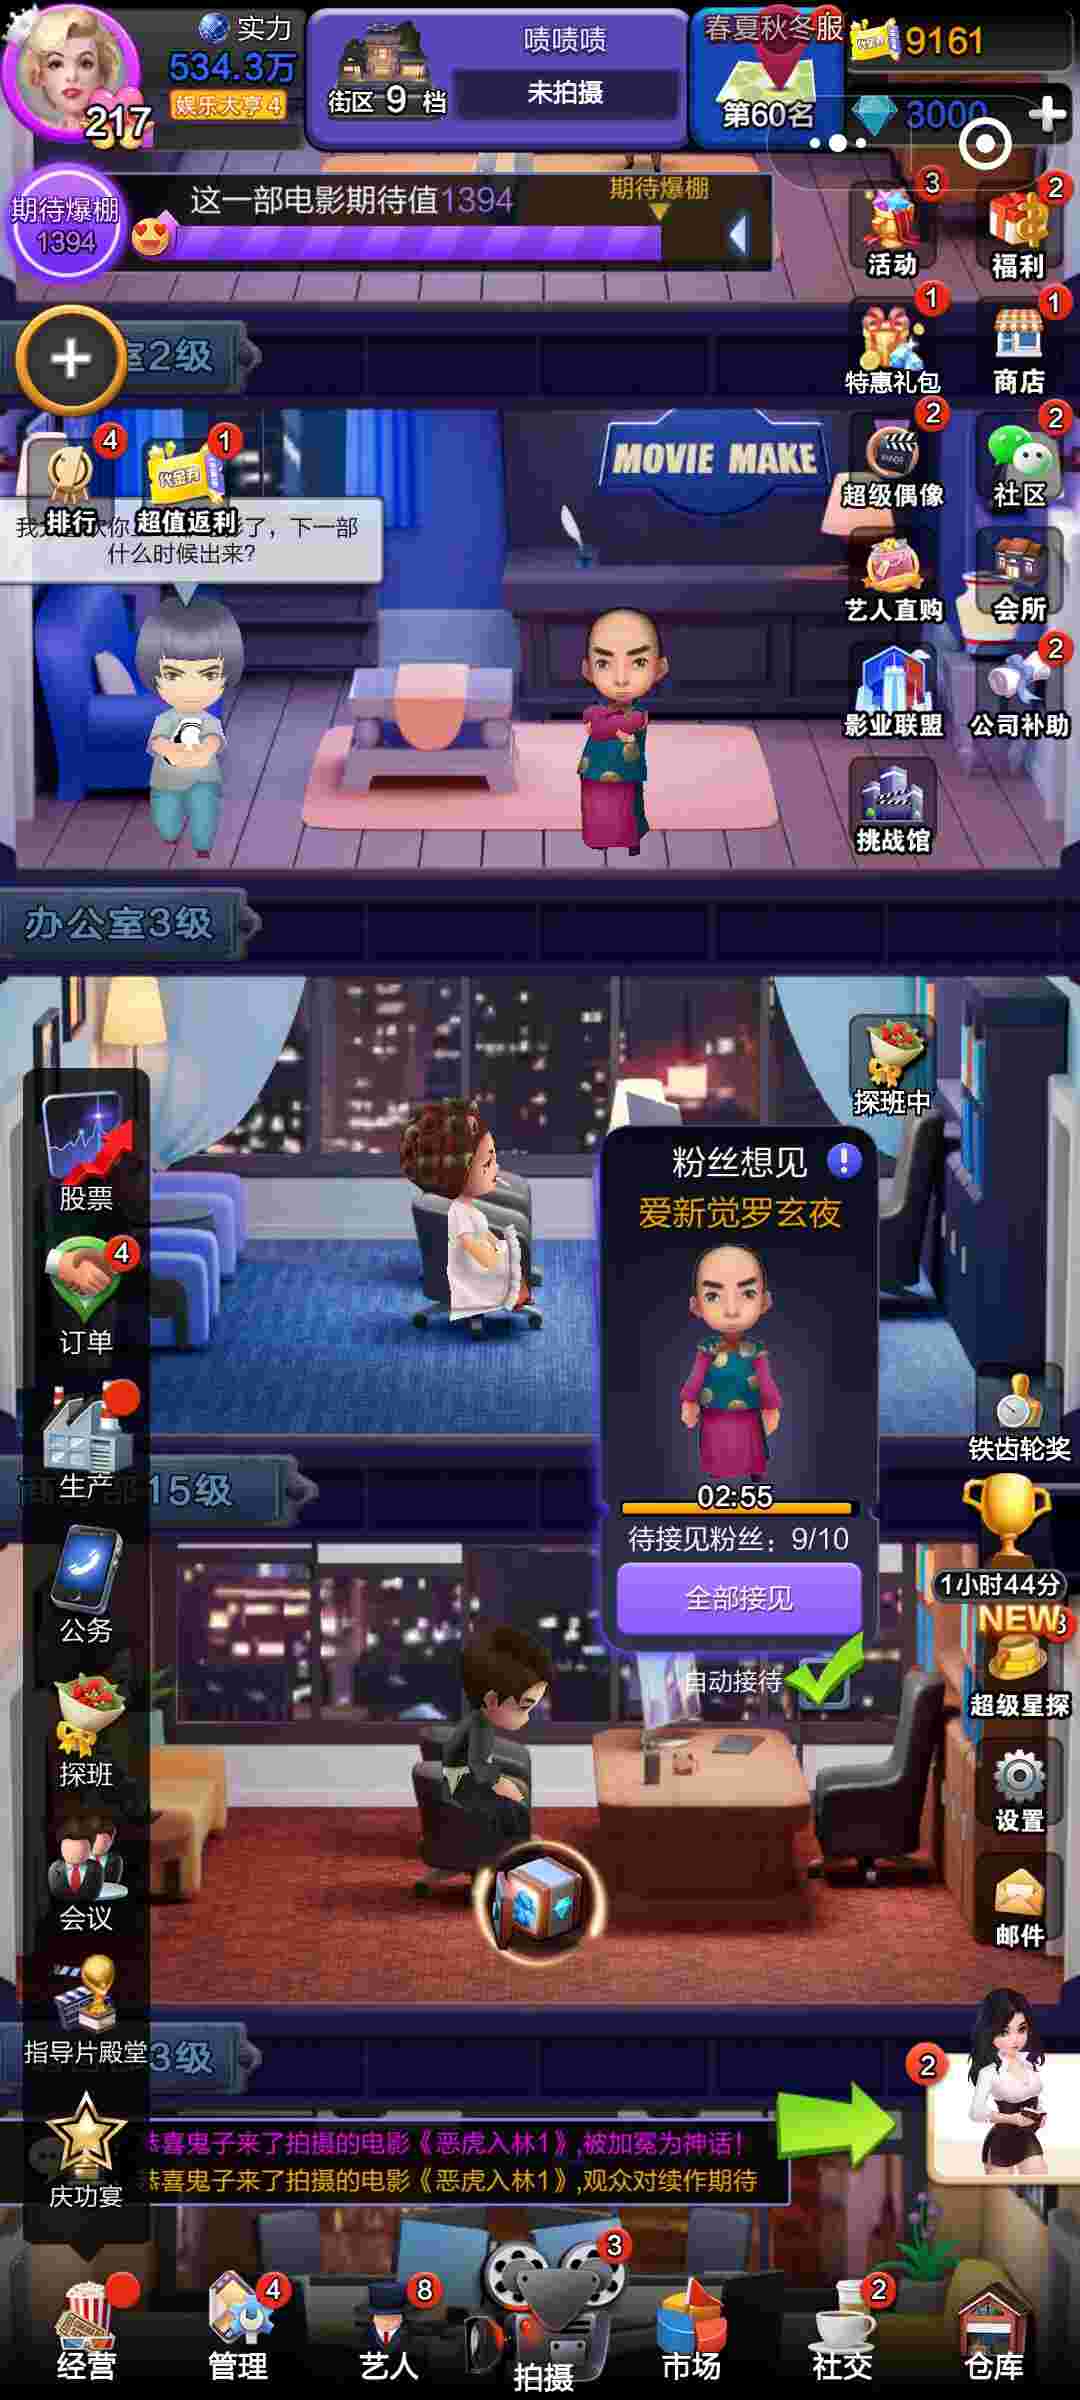 实力
534.3万
娱乐大亨 4
217
街区 9 档
啧啧啧
未拍摄
春夏秋冬服
第60名
9161
3000
期待爆棚
1394
这一部电影期待值1394
期待爆棚
活动
3
福利
2
室2级
特惠礼包
1
商店
1
MOVIE MAKE
排行
4
超值返利
1
代金券
超级偶像
2
社区
2
下一部
什么时候出来?
艺人直购
会所
影业联盟
公司补助
2
挑战馆
办公室3级
探班中
股票
订单
4
生产
15级
公务
探班
会议
指导片殿堂
3级
庆功宴
粉丝想见
爱新觉罗玄夜
02:55
待接见粉丝：9/10
全部接见
自动接待
铁齿轮奖
1小时44分
NEW
超级星探
设置
邮件
2
恭喜鬼子来了拍摄的电影《恶虎入林1》,被加冕为神话!
恭喜鬼子来了拍摄的电影《恶虎入林1》,观众对续作期待
经营
管理
4
艺人
8
拍摄
3
市场
社交
2
仓库